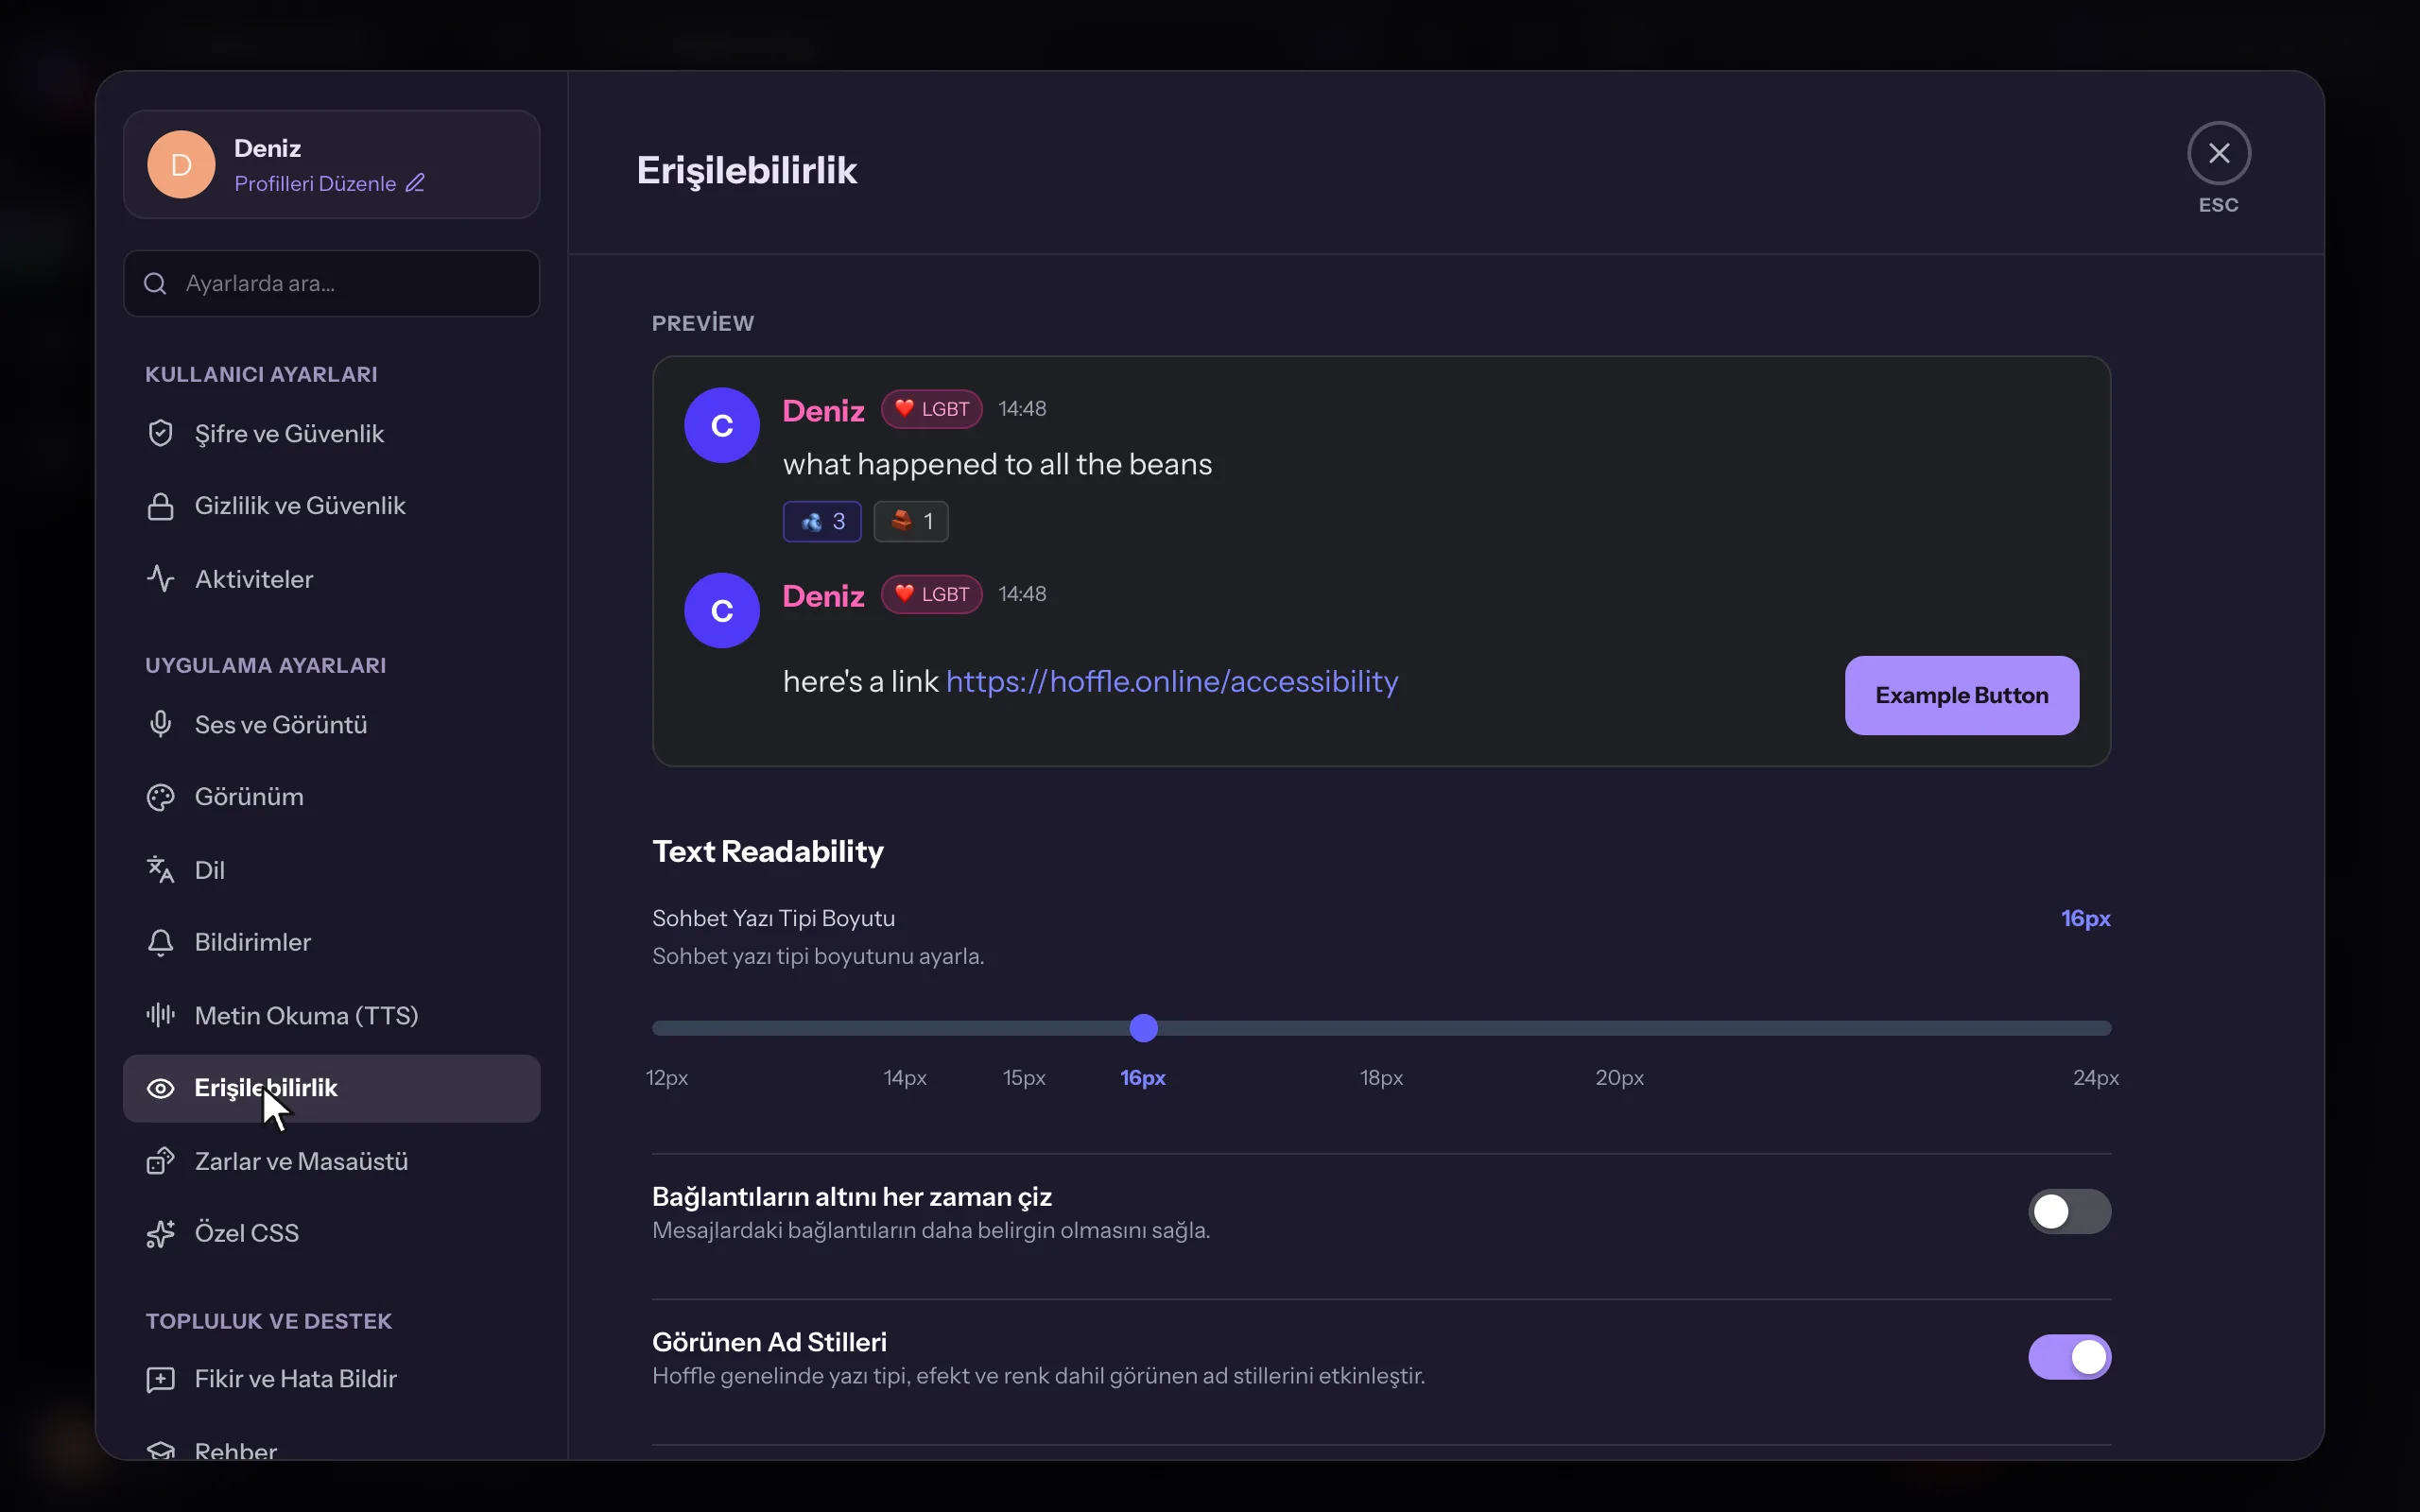 D
Deniz
Profilleri Düzenle
Ayarlarda ara...
KULLANICI AYARLARI
Şifre ve Güvenlik
Gizlilik ve Güvenlik
Aktiviteler
UYGULAMA AYARLARI
Ses ve Görüntü
Görünüm
Dil
Bildirimler
Metin Okuma (TTS)
Erişilebilirlik
Zarlar ve Masaüstü
Özel CSS
TOPLULUK VE DESTEK
Fikir ve Hata Bildir
Rehber
Erişilebilirlik
ESC
PREVİEW
C
Deniz ❤️ LGBT 14:48
what happened to all the beans
🫘 3 🍫 1
C
Deniz ❤️ LGBT 14:48
here's a link https://hoffle.online/accessibility
Example Button
Text Readability
Sohbet Yazı Tipi Boyutu 16px
Sohbet yazı tipi boyutunu ayarla.
12px 14px 15px 16px 18px 20px 24px
Bağlantıların altını her zaman çiz
Mesajlardaki bağlantıların daha belirgin olmasını sağla.
Görünen Ad Stilleri
Hoffle genelinde yazı tipi, efekt ve renk dahil görünen ad stillerini etkinleştir.